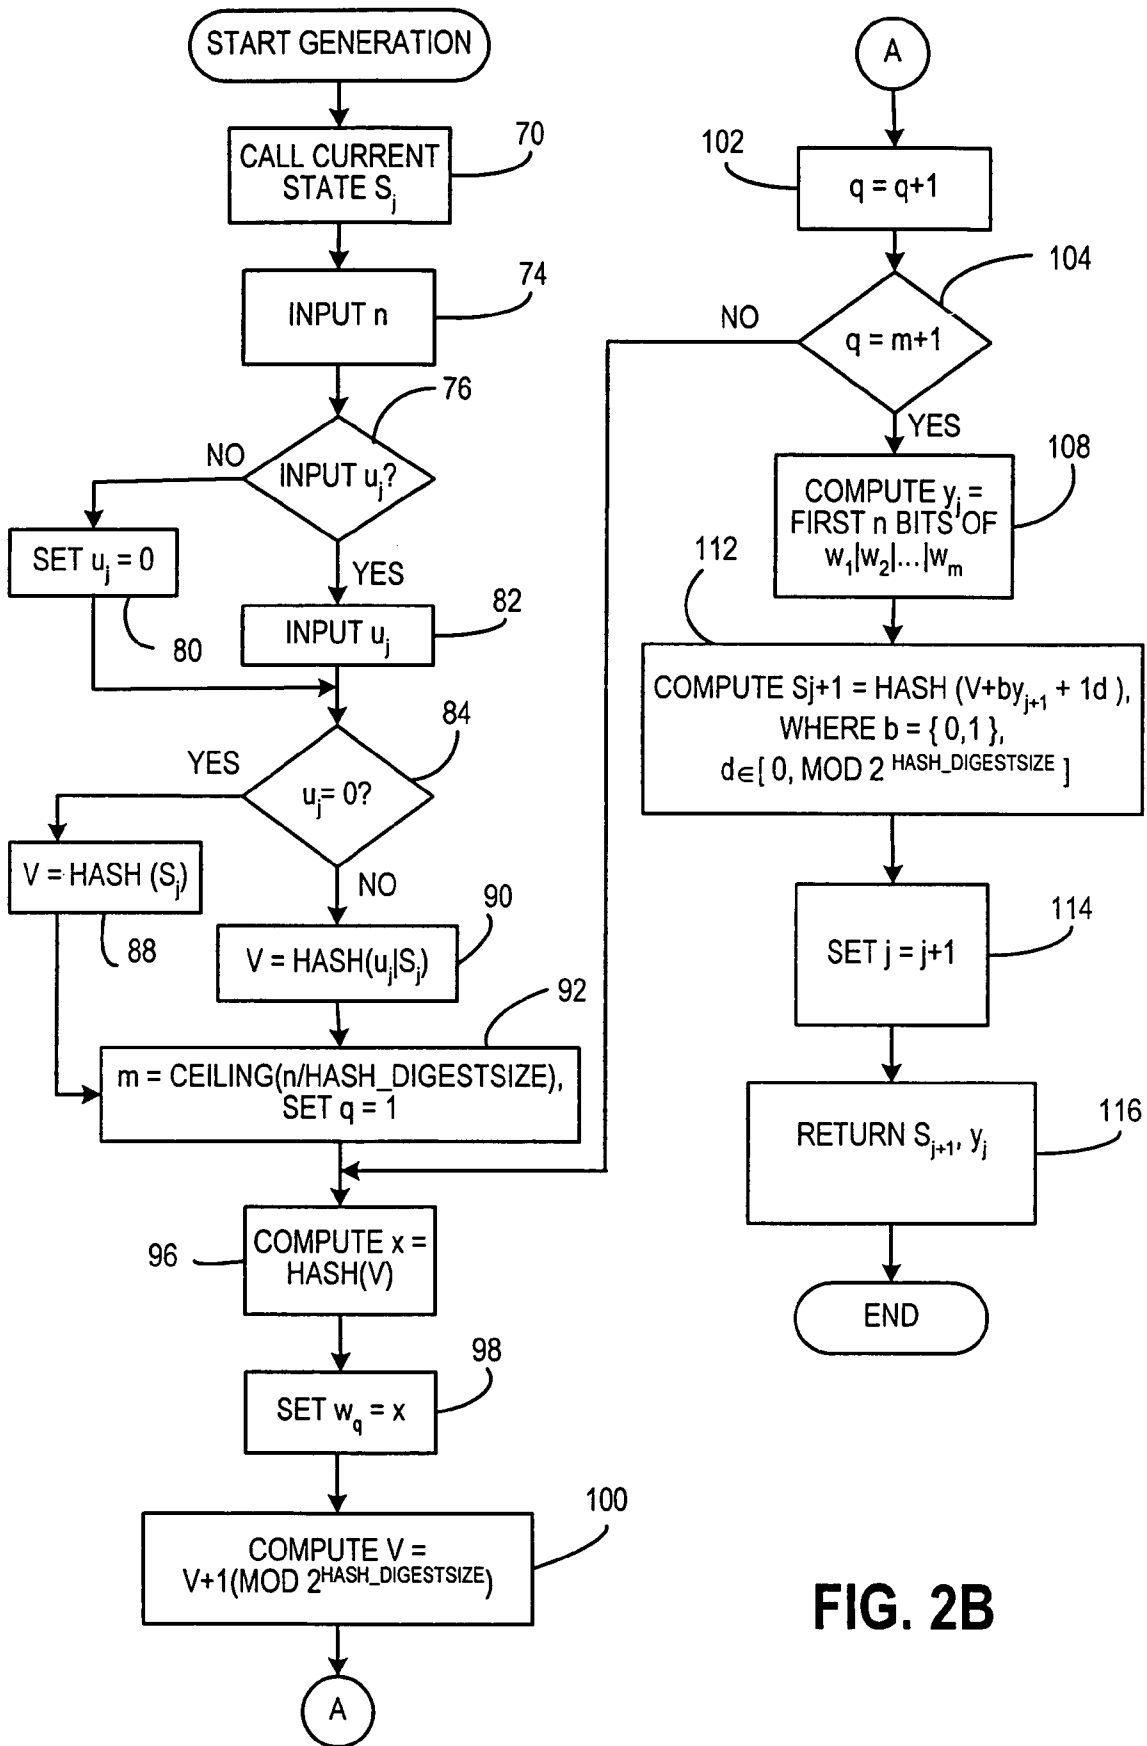 START GENERATION
CALL CURRENT
STATE Sj
70
INPUT n
74
INPUT uj?
76
NO
YES
SET uj = 0
80
INPUT uj
82
uj= 0?
84
YES
NO
V = HASH (Sj)
88
V = HASH(uj|Sj)
90
m = CEILING(n/HASH_DIGESTSIZE),
SET q = 1
92
COMPUTE x =
HASH(V)
96
SET wq = x
98
COMPUTE V =
V+1(MOD 2^HASH_DIGESTSIZE)
100
A
A
q = q+1
102
q = m+1
104
NO
YES
COMPUTE yj =
FIRST n BITS OF
w1|w2|...|wm
108
COMPUTE Sj+1 = HASH (V+byj+1 + 1d ),
WHERE b = { 0,1 },
d∈[ 0, MOD 2^HASH_DIGESTSIZE ]
112
SET j = j+1
114
RETURN Sj+1, yj
116
END
FIG. 2B